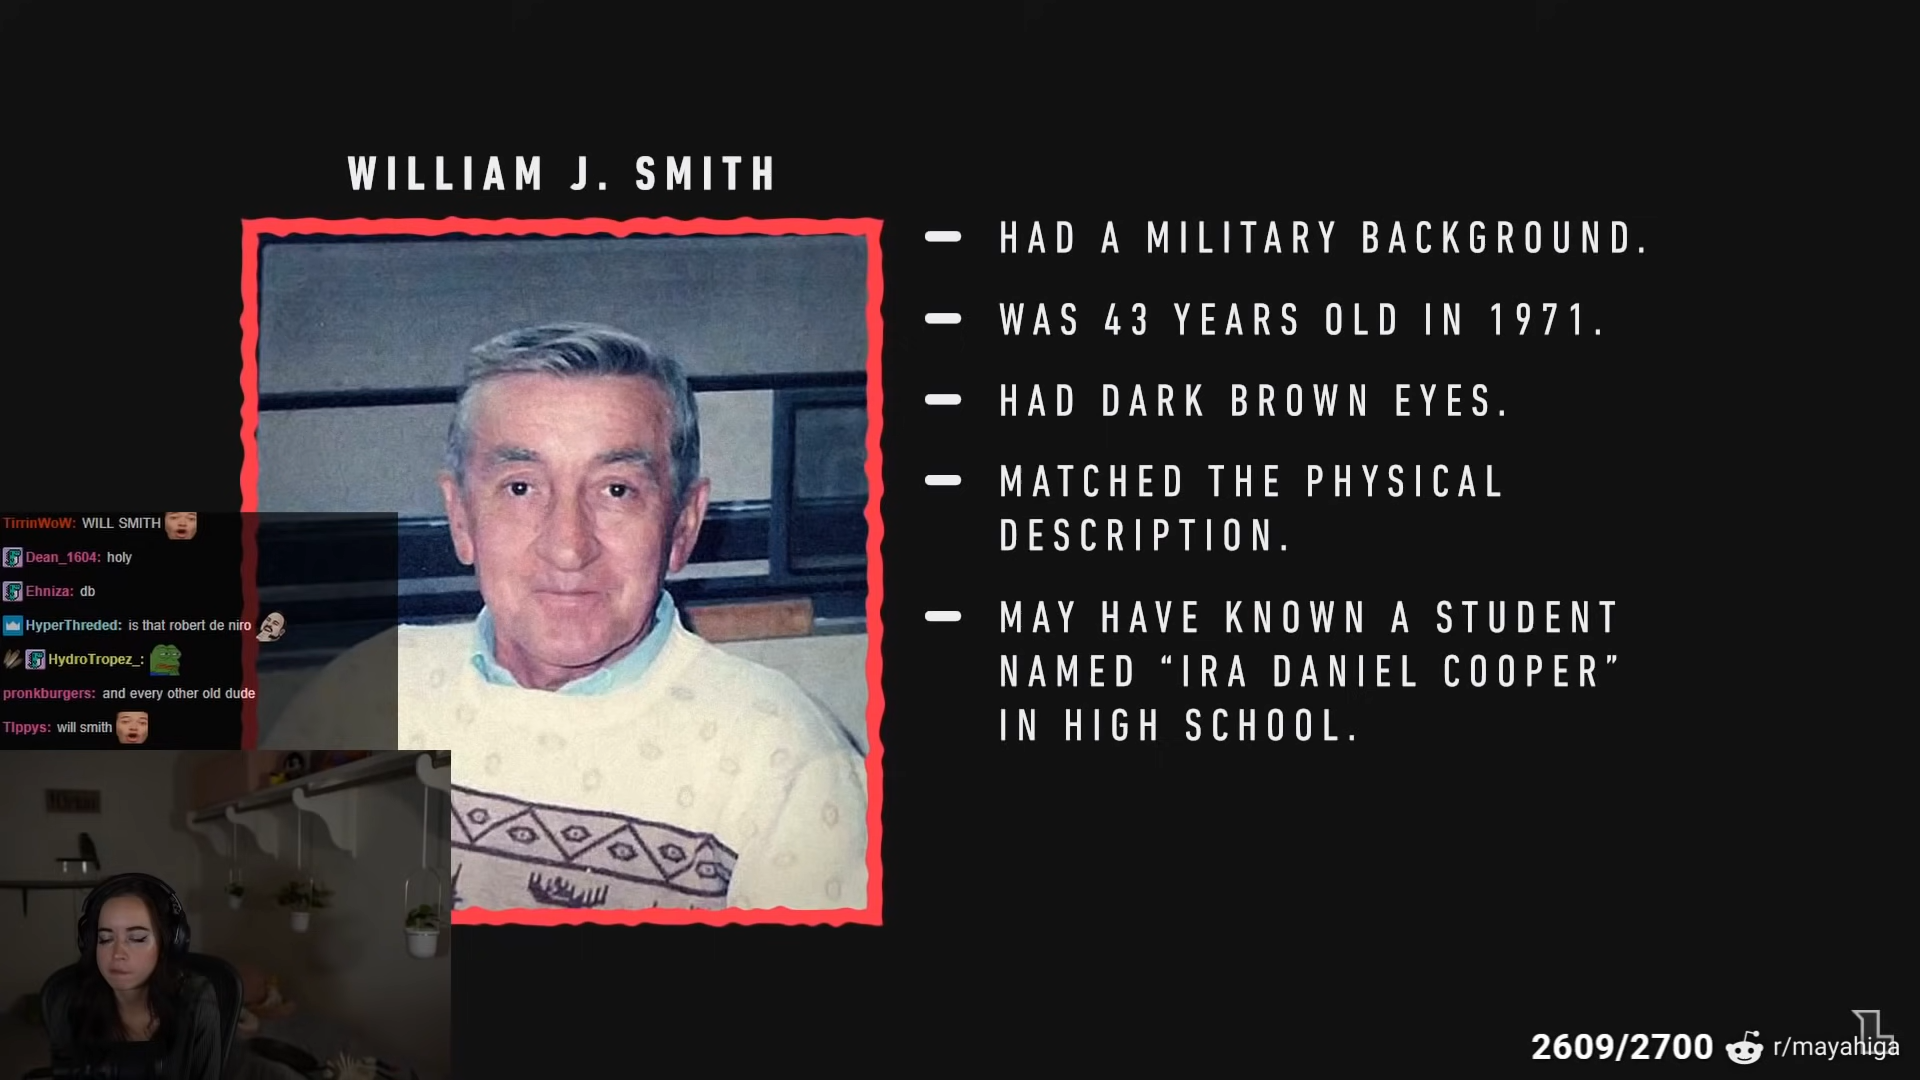 WILLIAM J. SMITH
HAD A MILITARY BACKGROUND.
WAS 43 YEARS OLD IN 1971.
HAD DARK BROWN EYES.
MATCHED THE PHYSICAL
DESCRIPTION.
MAY HAVE KNOWN A STUDENT
NAMED “IRA DANIEL COOPER”
IN HIGH SCHOOL.
TirrinWoW: WILL SMITH
Dean_1604: holy
Ehniza: db
HyperThreded: is that robert de niro
HydroTropez_:
pronkburgers: and every other old dude
TIppys: will smith
2609/2700 r/mayahiga